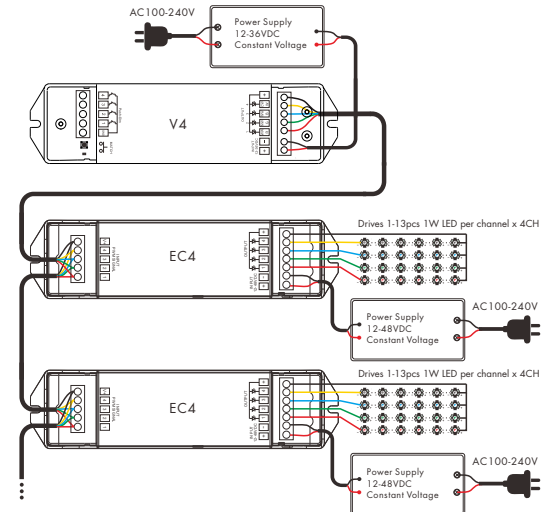 AC100-240V
Power Supply
12-36VDC
Constant Voltage
V4
Drives 1-13pcs 1W LED per channel x 4CH
EC4
AC100-240V
Power Supply
12-48VDC
Constant Voltage
Drives 1-13pcs 1W LED per channel x 4CH
EC4
AC100-240V
Power Supply
12-48VDC
Constant Voltage